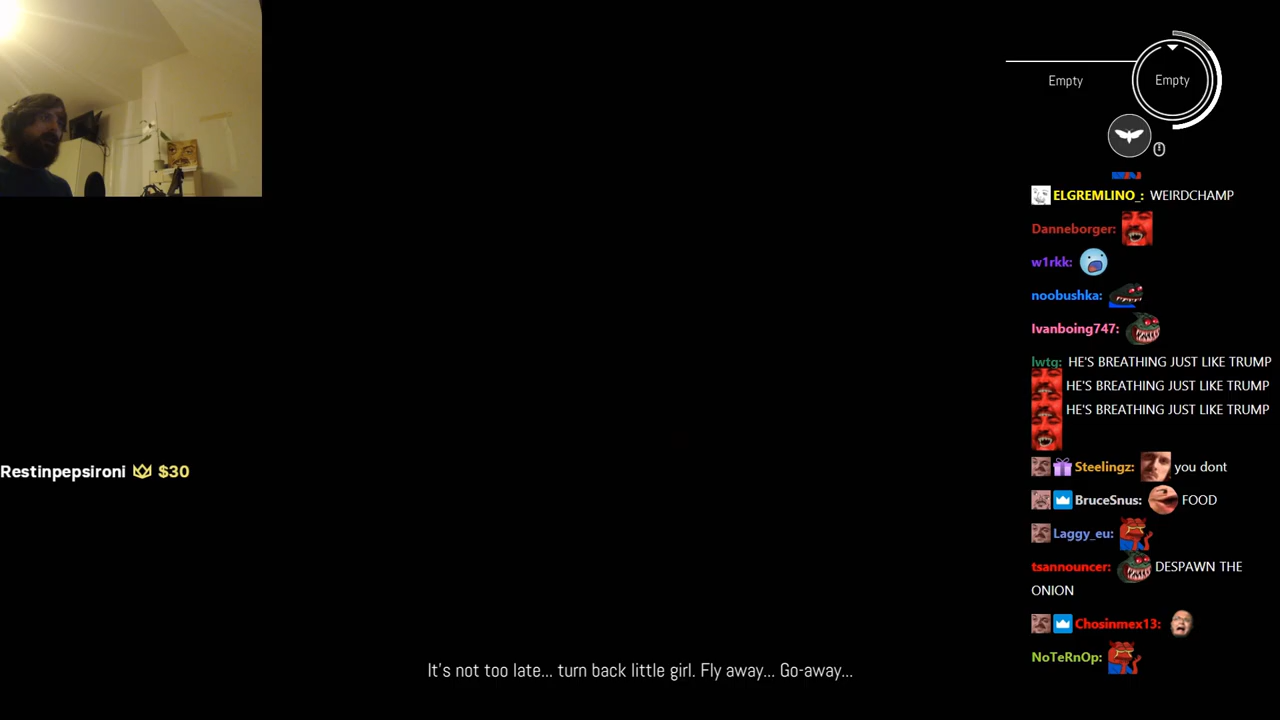 Empty
Empty
ELGREMLINO_: WEIRDCHAMP
Danneborger:
w1rkk:
noobushka:
Ivanboing747:
lwtg: HE'S BREATHING JUST LIKE TRUMP
HE'S BREATHING JUST LIKE TRUMP
HE'S BREATHING JUST LIKE TRUMP
Restinpepsironi $30
Steelingz: you dont
BruceSnus: FOOD
Laggy_eu:
tsannouncer: DESPAWN THE
ONION
Chosinmex13:
NoTeRnOp:
It's not too late... turn back little girl. Fly away... Go-away...